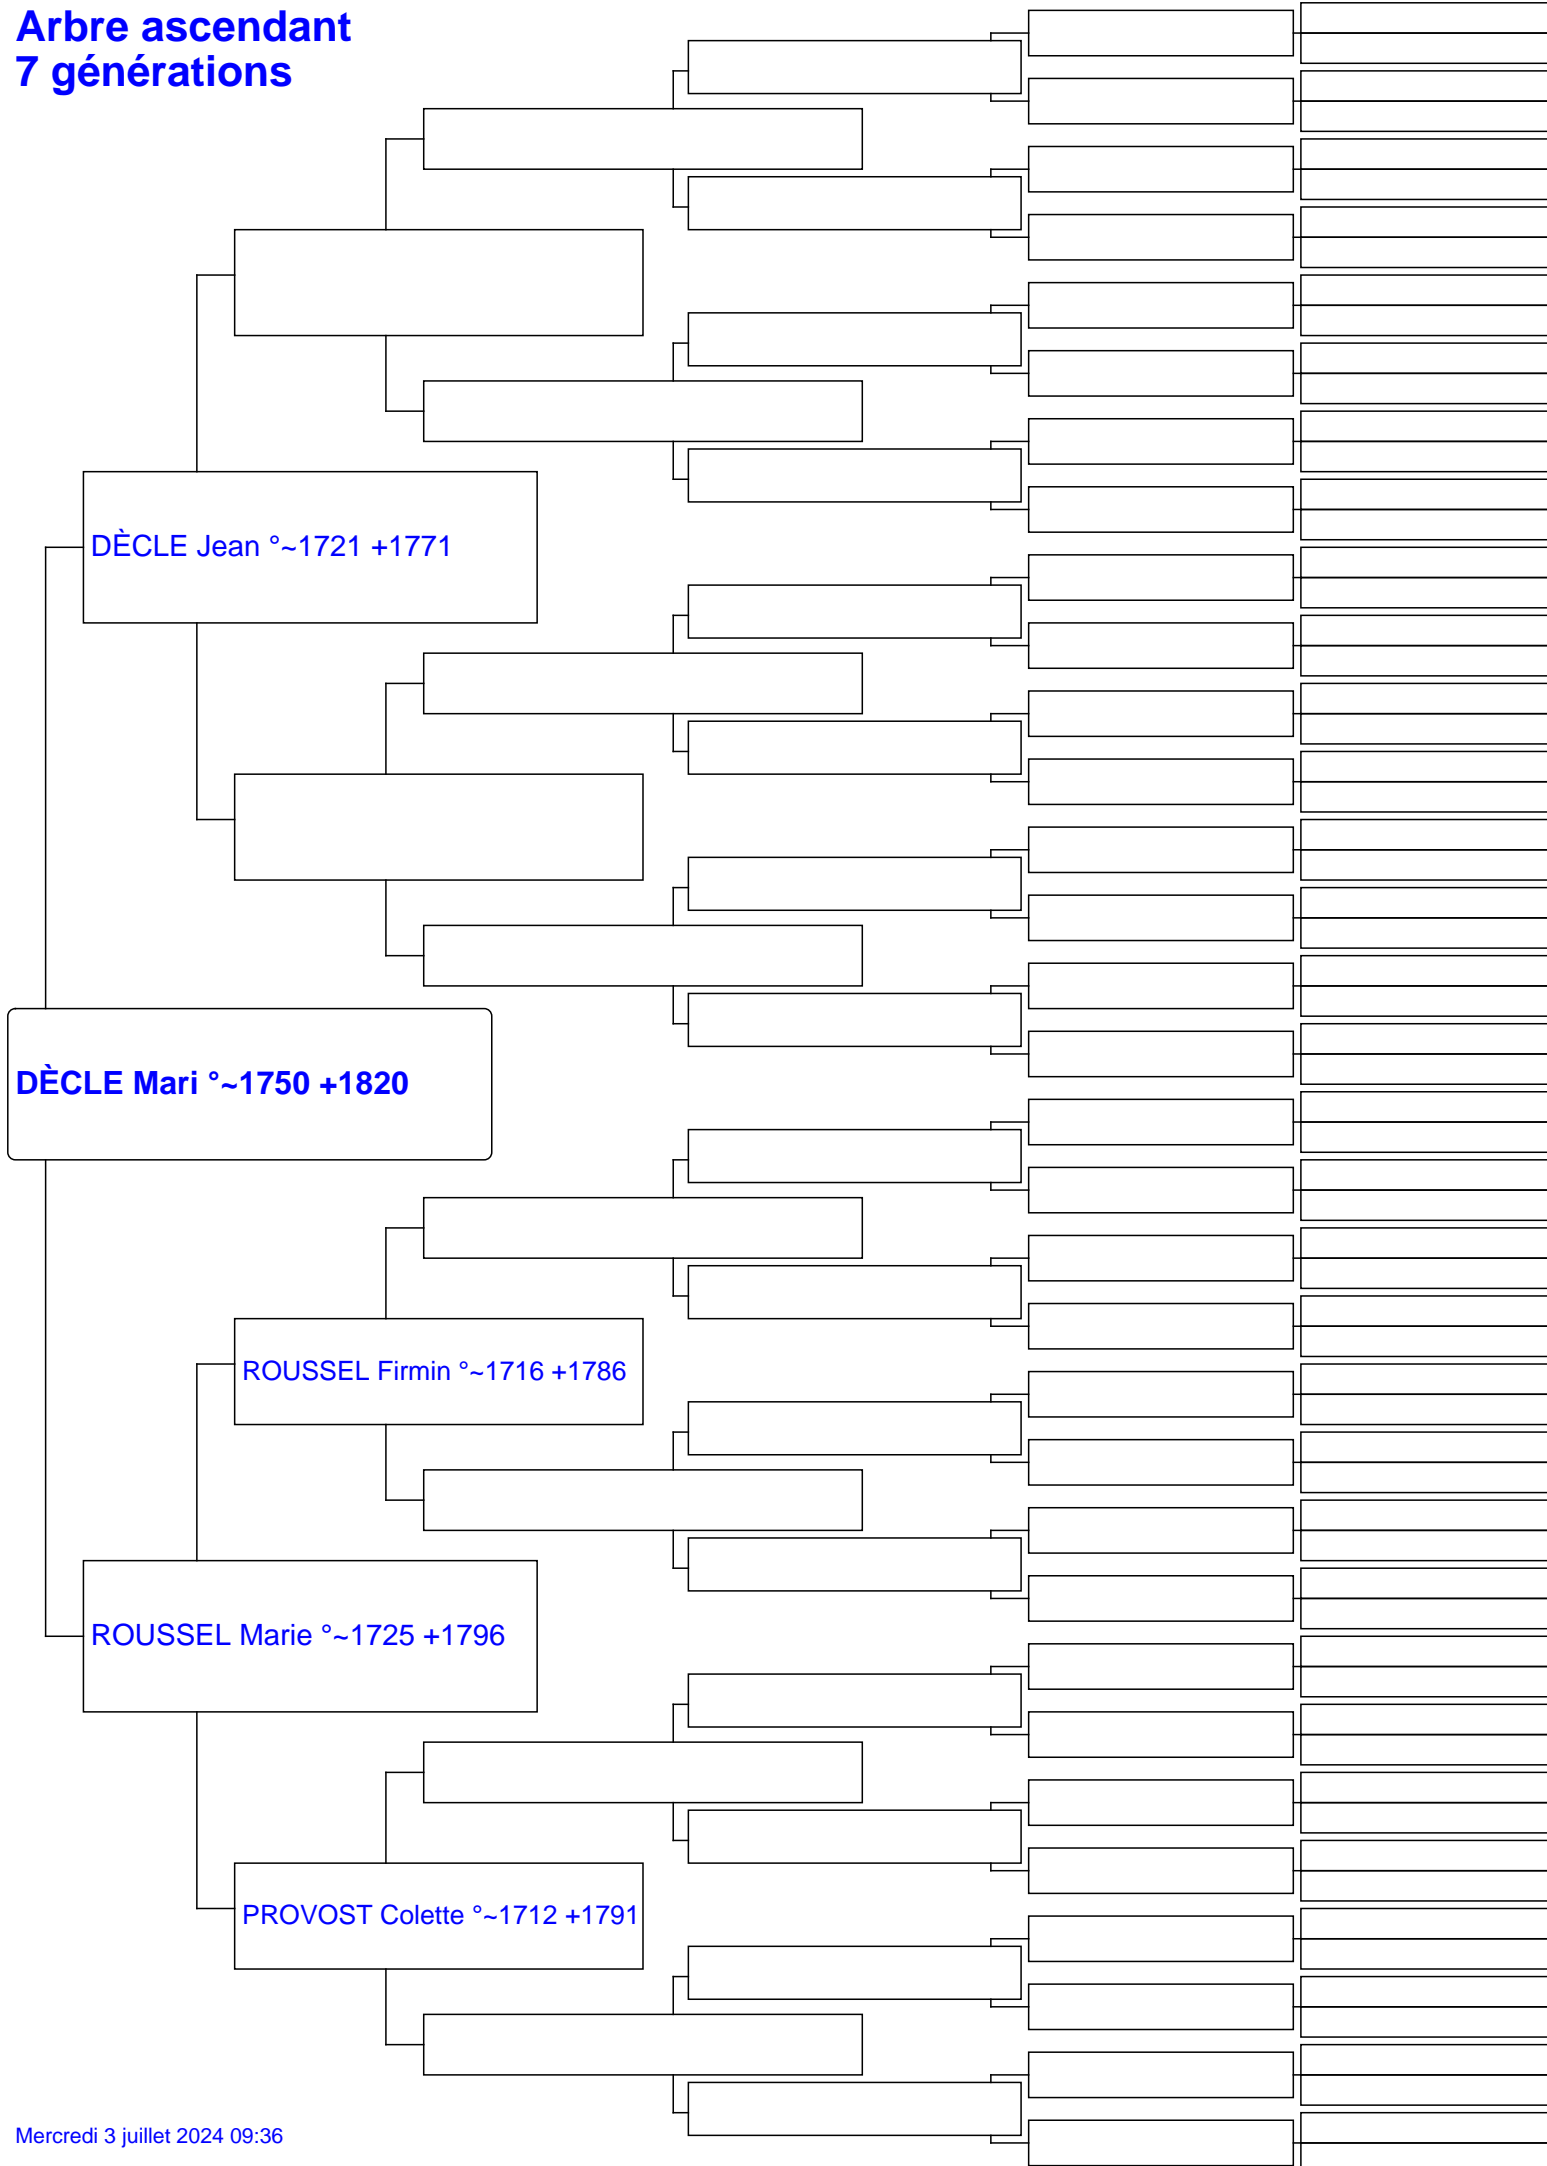 Arbre ascendant
7 générations
DÈCLE Jean °~1721 +1771
DÈCLE Mari °~1750 +1820
ROUSSEL Firmin °~1716 +1786
ROUSSEL Marie °~1725 +1796
PROVOST Colette °~1712 +1791
Mercredi 3 juillet 2024 09:36